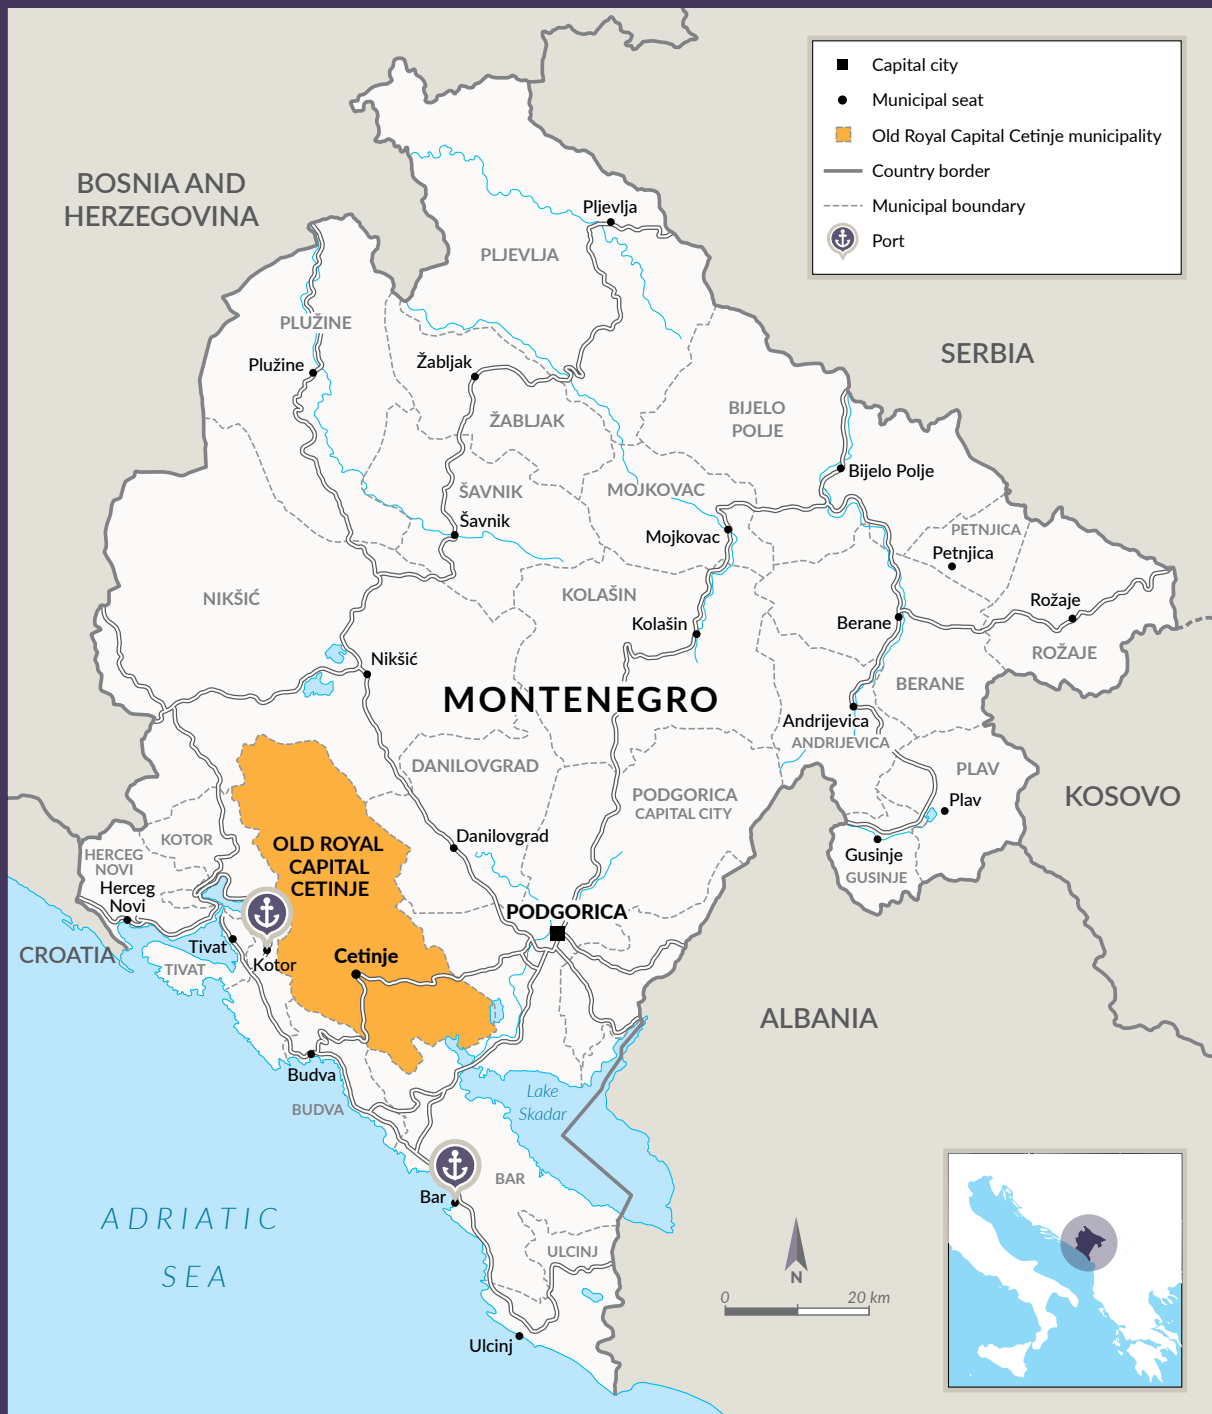 Capital city
Municipal seat
Old Royal Capital Cetinje municipality
Country border
Municipal boundary
Port
BOSNIA AND
HERZEGOVINA
Pljevlja
PLJEVLJA
PLUŽINE
Plužine
Žabljak
SERBIA
ŽABLJAK
BIJELO
POLJE
Bijelo Polje
ŠAVNIK
MOJKOVAC
Šavnik
Mojkovac
PETNJICA
Petnjica
NIKŠIĆ
KOLAŠIN
Kolašin
Berane
Rožaje
ROŽAJE
Nikšić
MONTENEGRO
BERANE
Andrijevica
ANDRIJEVICA
DANILOVGRAD
PLAV
Plav
PODGORICA
CAPITAL CITY
KOSOVO
KOTOR
Danilovgrad
OLD ROYAL
CAPITAL
CETINJE
HERCEG
NOVI
Herceg
Novi
Gusinje
GUSINJE
PODGORICA
CROATIA
Tivat
TIVAT
Kotor
Cetinje
ALBANIA
Budva
BUDVA
Lake
Skadar
BAR
Bar
ADRIATIC
SEA
ULCINJ
Ulcinj
N
0
20 km